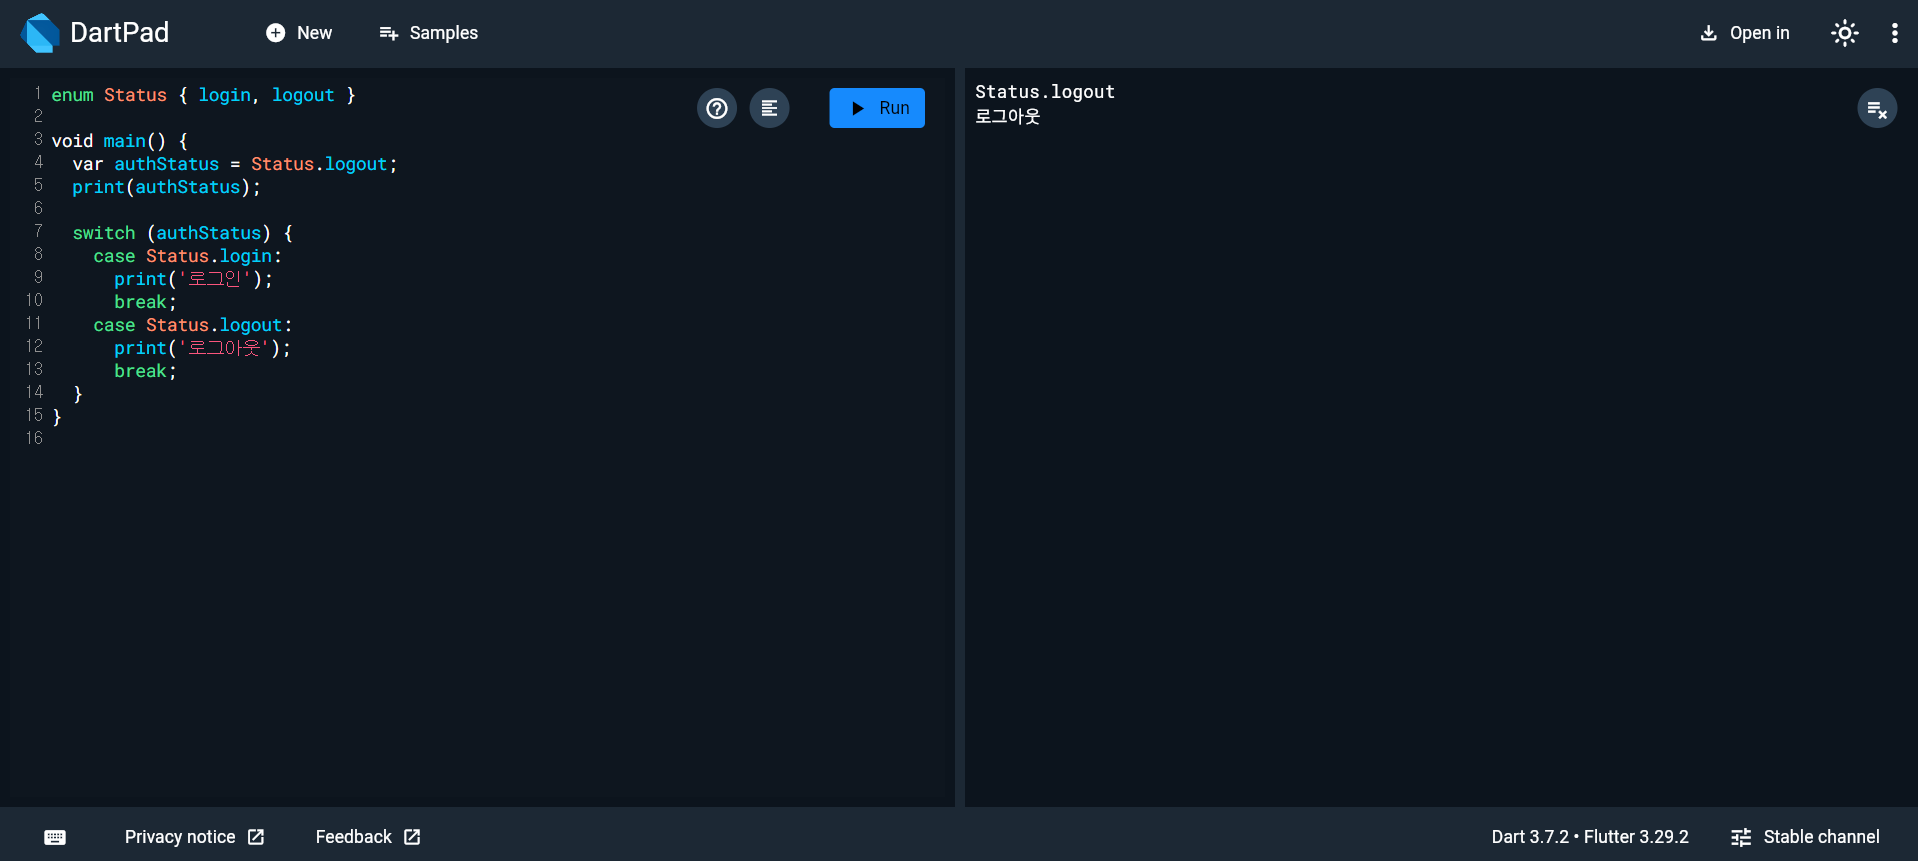 DartPad New Samples Open in
1 enum Status { login, logout }
2
3 void main() {
4   var authStatus = Status.logout;
5   print(authStatus);
6
7   switch (authStatus) {
8     case Status.login:
9       print('로그인');
10       break;
11     case Status.logout:
12       print('로그아웃');
13       break;
14   }
15 }
16
Run
Status.logout
로그아웃
Privacy notice Feedback Dart 3.7.2 • Flutter 3.29.2 Stable channel